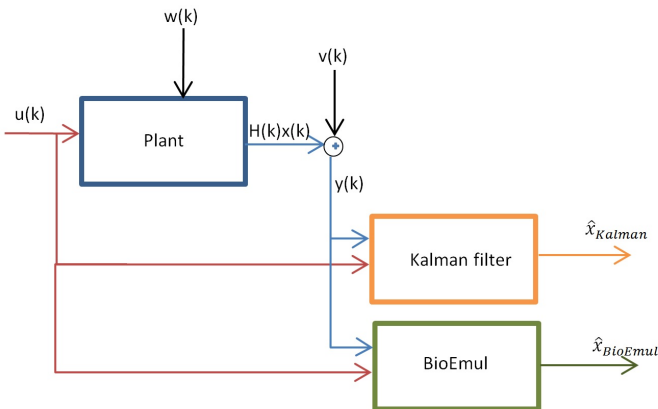 w(k)
v(k)
u(k)
Plant
H(k)x(k)
y(k)
x̂_Kalman
Kalman filter
x̂_BioEmul
BioEmul